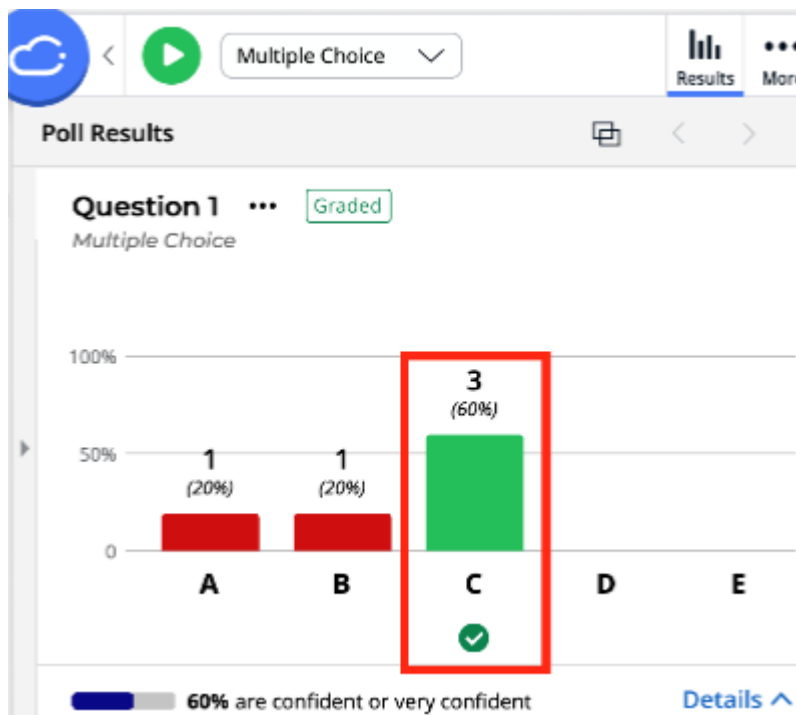 Multiple Choice
Results
More
Poll Results
Question 1 ••• Graded
Multiple Choice
100%
3
(60%)
50%
1
(20%)
1
(20%)
0
A B C D E
60% are confident or very confident
Details